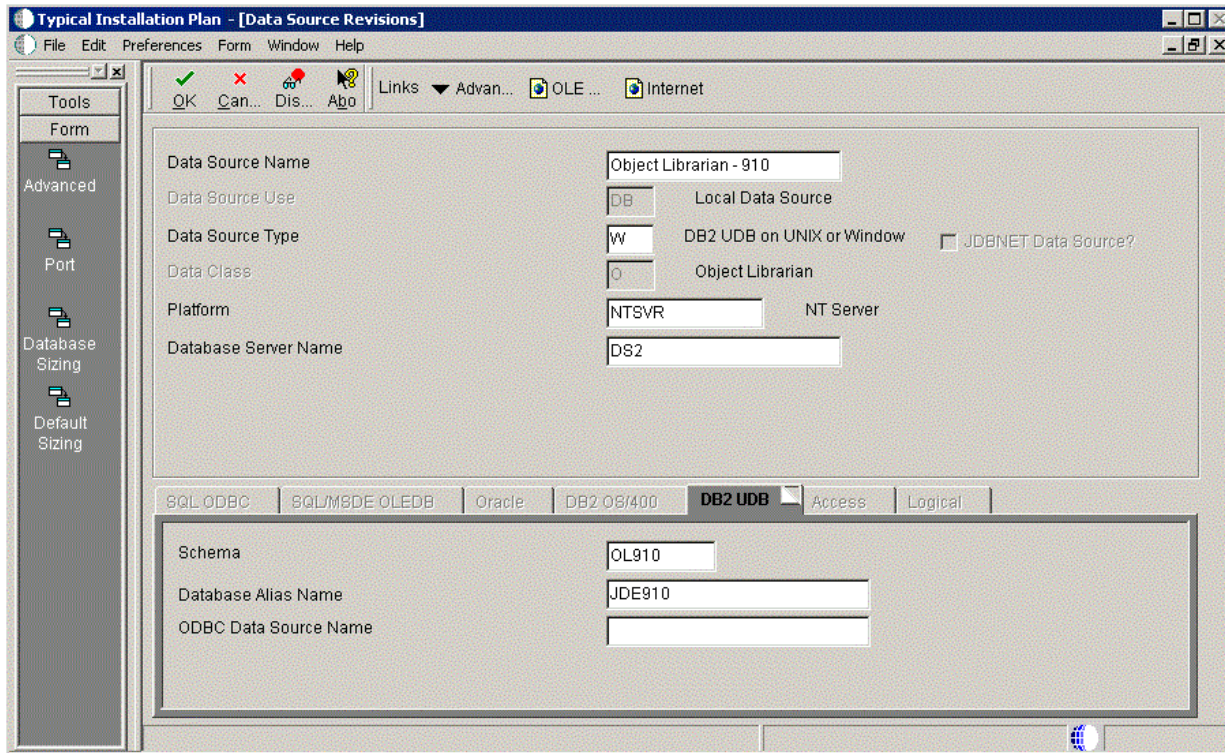 Typical Installation Plan - [Data Source Revisions]
File Edit Preferences Form Window Help
Tools
Form
Advanced
Port
Database
Sizing
Default
Sizing
OK Can... Dis... Abo Links Advan... OLE ... Internet
Data Source Name Object Librarian - 910
Data Source Use DB Local Data Source
Data Source Type W DB2 UDB on UNIX or Window JDBNET Data Source?
Data Class O Object Librarian
Platform NTSVR NT Server
Database Server Name DS2
SQL ODBC SQL/MSDE OLEDB Oracle DB2 OS/400 DB2 UDB Access Logical
Schema OL910
Database Alias Name JDE910
ODBC Data Source Name